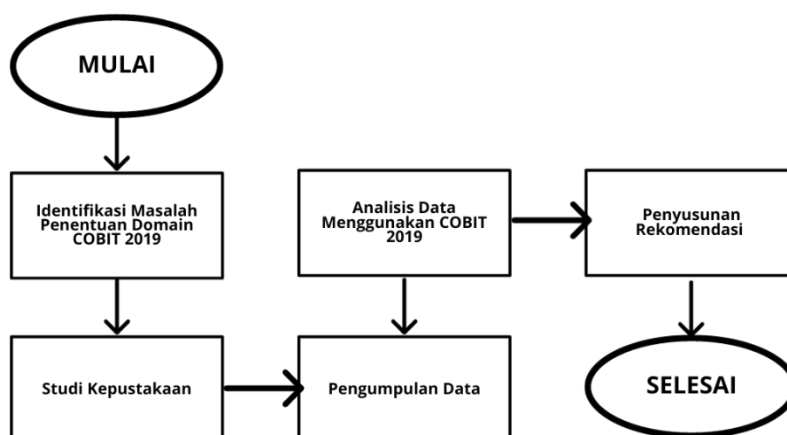 MULAI
Identifikasi Masalah
Penentuan Domain
COBIT 2019
Studi Kepustakaan
Pengumpulan Data
Analisis Data
Menggunakan COBIT
2019
Penyusunan
Rekomendasi
SELESAI